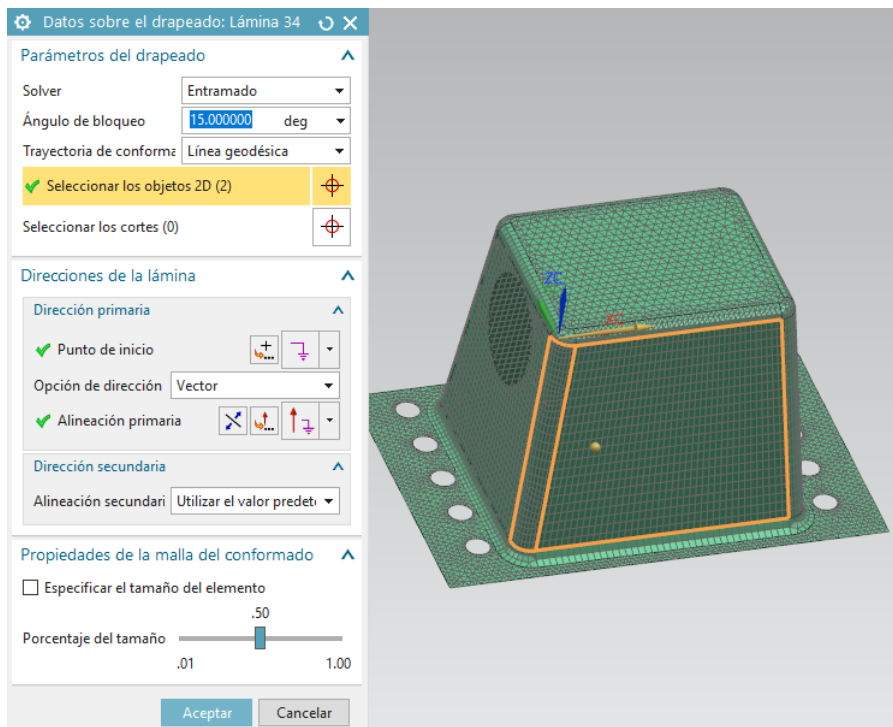 Datos sobre el drapeado: Lámina 34
Parámetros del drapeado
Solver Entramado
Ángulo de bloqueo 15.000000 deg
Trayectoria de conforma Línea geodésica
Seleccionar los objetos 2D (2)
Seleccionar los cortes (0)
Direcciones de la lámina
Dirección primaria
Punto de inicio
Opción de dirección Vector
Alineación primaria
Dirección secundaria
Alineación secundari Utilizar el valor predet
Propiedades de la malla del conformado
Especificar el tamaño del elemento
.50
Porcentaje del tamaño
.01 1.00
Aceptar Cancelar
ZC
XC